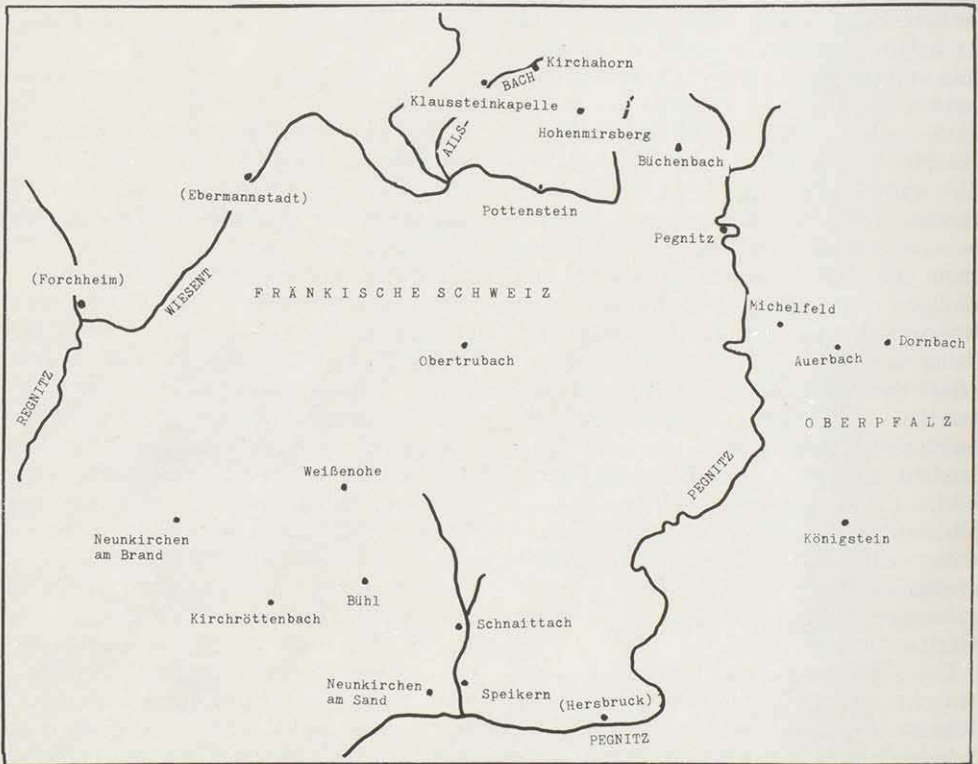 Kirchahorn
BACH
Klaussteinkapelle
AILS-
Hohenmirsberg
Büchenbach
(Ebermannstadt)
Pottenstein
Pegnitz
(Forchheim)
WIESENT
FRÄNKISCHE SCHWEIZ
Michelfeld
Obertrubach
Auerbach
Dornbach
REGNITZ
OBERPFALZ
Weißenohe
PEGNITZ
Neunkirchen
am Brand
Königstein
Bühl
Kirchröttenbach
Schnaittach
Neunkirchen
am Sand
Speikern
(Hersbruck)
PEGNITZ